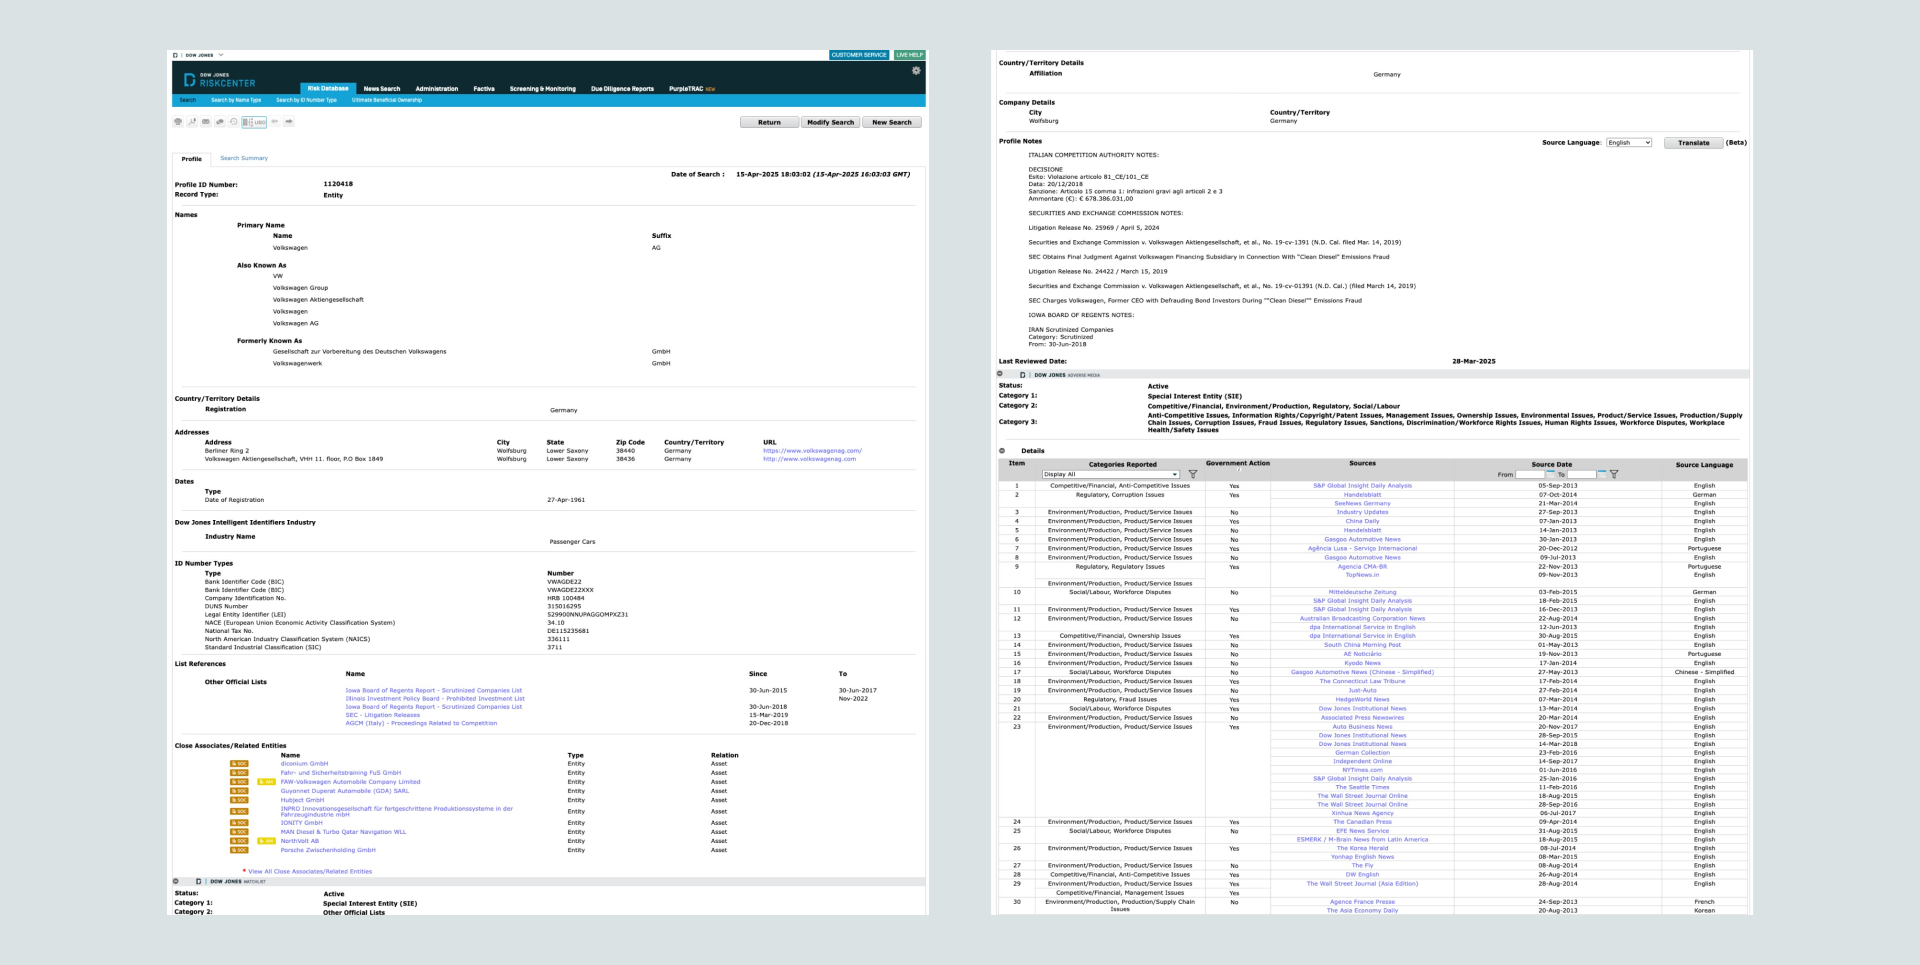 DOW JONES
CUSTOMER SERVICE LIVE HELP
DOW JONES
RISKCENTER
Risk Database News Search Administration Factiva Screening & Monitoring Due Diligence Reports PurpleTRAC NEW
Search Search by Name Type Search by ID Number Type Ultimate Beneficial Ownership
UBO
Return Modify Search New Search
Profile Search Summary
Date of Search : 15-Apr-2025 18:03:02 (15-Apr-2025 16:03:03 GMT)
Profile ID Number: 1120418
Record Type: Entity
Names
Primary Name
Name Suffix
Volkswagen AG
Also Known As
VW
Volkswagen Group
Volkswagen Aktiengesellschaft
Volkswagen
Volkswagen AG
Formerly Known As
Gesellschaft zur Vorbereitung des Deutschen Volkswagens GmbH
Volkswagenwerk GmbH
Country/Territory Details
Registration Germany
Addresses
Address City State Zip Code Country/Territory URL
Berliner Ring 2 Wolfsburg Lower Saxony 38440 Germany https://www.volkswagenag.com/
Volkswagen Aktiengesellschaft, VHH 11. floor, P.O Box 1849 Wolfsburg Lower Saxony 38436 Germany http://www.volkswagenag.com
Dates
Type
Date of Registration 27-Apr-1961
Dow Jones Intelligent Identifiers Industry
Industry Name
Passenger Cars
ID Number Types
Type Number
Bank Identifier Code (BIC) VWAGDE22
Bank Identifier Code (BIC) VWAGDE22XXX
Company Identification No. HRB 100484
DUNS Number 315016295
Legal Entity Identifier (LEI) 529900NNUPAGGOMPXZ31
NACE (European Union Economic Activity Classification System) 34.10
National Tax No. DE115235681
North American Industry Classification System (NAICS) 336111
Standard Industrial Classification (SIC) 3711
List References
Name Since To
Other Official Lists
Iowa Board of Regents Report - Scrutinized Companies List 30-Jun-2015 30-Jun-2017
Illinois Investment Policy Board - Prohibited Investment List Nov-2022
Iowa Board of Regents Report - Scrutinized Companies List 30-Jun-2018
SEC - Litigation Releases 15-Mar-2019
AGCM (Italy) - Proceedings Related to Competition 20-Dec-2018
Close Associates/Related Entities
Name Type Relation
SOC diconium GmbH Entity Asset
SOC Fahr- und Sicherheitstraining FuS GmbH Entity Asset
SOC AM FAW-Volkswagen Automobile Company Limited Entity Asset
SOC Guyonnet Duperat Automobile (GDA) SARL Entity Asset
SOC Hubject GmbH Entity Asset
SOC INPRO Innovationsgesellschaft für fortgeschrittene Produktionssysteme in der Fahrzeugindustrie mbH Entity Asset
SOC IONITY GmbH Entity Asset
SOC MAN Diesel & Turbo Qatar Navigation WLL Entity Asset
SOC AM NorthVolt AB Entity Asset
SOC Porsche Zwischenholding GmbH Entity Asset
* View All Close Associates/Related Entities
DOW JONES WATCHLIST
Status: Active
Category 1: Special Interest Entity (SIE)
Category 2: Other Official Lists
Country/Territory Details
Affiliation Germany
Company Details
City Country/Territory
Wolfsburg Germany
Profile Notes Source Language: English Translate (Beta)
ITALIAN COMPETITION AUTHORITY NOTES:
DECISIONE
Esito: Violazione articolo 81_CE/101_CE
Data: 20/12/2018
Sanzione: Articolo 15 comma 1: infrazioni gravi agli articoli 2 e 3
Ammentare (€): € 678.386.031,00
SECURITIES AND EXCHANGE COMMISSION NOTES:
Litigation Release No. 25969 / April 5, 2024
Securities and Exchange Commission v. Volkswagen Aktiengesellschaft, et al., No. 19-cv-1391 (N.D. Cal. filed Mar. 14, 2019)
SEC Obtains Final Judgment Against Volkswagen Financing Subsidiary in Connection With "Clean Diesel" Emissions Fraud
Litigation Release No. 24422 / March 15, 2019
Securities and Exchange Commission v. Volkswagen Aktiengesellschaft, et al., No. 19-cv-01391 (N.D. Cal.) (filed March 14, 2019)
SEC Charges Volkswagen, Former CEO with Defrauding Bond Investors During ""Clean Diesel"" Emissions Fraud
IOWA BOARD OF REGENTS NOTES:
IRAN Scrutinized Companies
Category: Scrutinized
From: 30-Jun-2018
Last Reviewed Date: 28-Mar-2025
DOW JONES ADVERSE MEDIA
Status: Active
Category 1: Special Interest Entity (SIE)
Category 2: Competitive/Financial, Environment/Production, Regulatory, Social/Labour
Category 3: Anti-Competitive Issues, Information Rights/Copyright/Patent Issues, Management Issues, Ownership Issues, Environmental Issues, Product/Service Issues, Production/Supply
Chain Issues, Corruption Issues, Fraud Issues, Regulatory Issues, Sanctions, Discrimination/Workforce Rights Issues, Human Rights Issues, Workforce Disputes, Workplace
Health/Safety Issues
Details
Item Categories Reported Government Action Sources Source Date Source Language
Display All From To
1 Competitive/Financial, Anti-Competitive Issues Yes S&P Global Insight Daily Analysis 05-Sep-2013 English
2 Regulatory, Corruption Issues Yes Handelsblatt 07-Oct-2014 German
SeeNews Germany 21-Mar-2014 English
3 Environment/Production, Product/Service Issues No Industry Updates 27-Sep-2013 English
4 Environment/Production, Product/Service Issues Yes China Daily 07-Jan-2013 English
5 Environment/Production, Product/Service Issues No Handelsblatt 14-Jan-2013 English
6 Environment/Production, Product/Service Issues No Gasgoo Automotive News 30-Jan-2013 English
7 Environment/Production, Product/Service Issues Yes Agência Lusa - Serviço Internacional 20-Dec-2012 Portuguese
8 Environment/Production, Product/Service Issues No Gasgoo Automotive News 09-Jul-2013 English
9 Regulatory, Regulatory Issues Yes Agencia CMA-BR 22-Nov-2013 Portuguese
TopNews.in 09-Nov-2013 English
Environment/Production, Product/Service Issues
10 Social/Labour, Workforce Disputes No Mitteldeutsche Zeitung 03-Feb-2015 German
S&P Global Insight Daily Analysis 18-Feb-2015 English
11 Environment/Production, Product/Service Issues Yes S&P Global Insight Daily Analysis 16-Dec-2013 English
12 Environment/Production, Product/Service Issues No Australian Broadcasting Corporation News 22-Aug-2014 English
dpa International Service in English 12-Jun-2013 English
13 Competitive/Financial, Ownership Issues Yes dpa International Service in English 30-Aug-2015 English
14 Environment/Production, Product/Service Issues No South China Morning Post 01-May-2013 English
15 Environment/Production, Product/Service Issues No AE Noticiário 19-Nov-2013 Portuguese
16 Environment/Production, Product/Service Issues No Kyodo News 17-Jan-2014 English
17 Social/Labour, Workforce Disputes No Gasgoo Automotive News (Chinese - Simplified) 27-May-2013 Chinese - Simplified
18 Environment/Production, Product/Service Issues Yes The Connecticut Law Tribune 17-Feb-2014 English
19 Environment/Production, Product/Service Issues No Just-Auto 27-Feb-2014 English
20 Regulatory, Fraud Issues Yes HedgeWorld News 07-Mar-2014 English
21 Social/Labour, Workforce Disputes Yes Dow Jones Institutional News 13-Mar-2014 English
22 Environment/Production, Product/Service Issues No Associated Press Newswires 20-Mar-2014 English
23 Environment/Production, Product/Service Issues Yes Auto Business News 20-Nov-2017 English
Dow Jones Institutional News 28-Sep-2015 English
Dow Jones Institutional News 14-Mar-2018 English
German Collection 23-Feb-2016 English
Independent Online 14-Sep-2017 English
NYTimes.com 01-Jun-2016 English
S&P Global Insight Daily Analysis 25-Jan-2016 English
The Seattle Times 11-Feb-2016 English
The Wall Street Journal Online 18-Aug-2015 English
The Wall Street Journal Online 28-Sep-2016 English
Xinhua News Agency 06-Jul-2017 English
24 Environment/Production, Product/Service Issues Yes The Canadian Press 09-Apr-2014 English
25 Social/Labour, Workforce Disputes No EFE News Service 31-Aug-2015 English
ESMERK / M-Brain News from Latin America 18-Aug-2015 English
26 Environment/Production, Product/Service Issues Yes The Korea Herald 08-Jul-2014 English
Yonhap English News 08-Mar-2015 English
27 Environment/Production, Product/Service Issues No The Fly 08-Aug-2014 English
28 Competitive/Financial, Anti-Competitive Issues Yes DW English 26-Aug-2014 English
29 Environment/Production, Product/Service Issues Yes The Wall Street Journal (Asia Edition) 28-Aug-2014 English
Competitive/Financial, Management Issues Yes
30 Environment/Production, Production/Supply Chain Issues No Agence France Presse 24-Sep-2013 French
The Asia Economy Daily 20-Aug-2013 Korean